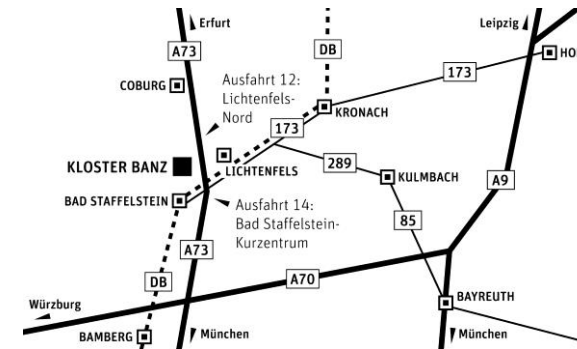 Erfurt
Leipzig
A73
DB
HO
173
COBURG
Ausfahrt 12:
Lichtenfels-
Nord
KRONACH
173
KLOSTER BANZ
LICHTENFELS
289
KULMBACH
A9
BAD STAFFELSTEIN
Ausfahrt 14:
Bad Staffelstein-
Kurzentrum
85
A73
DB
A70
Würzburg
BAYREUTH
BAMBERG
München
München